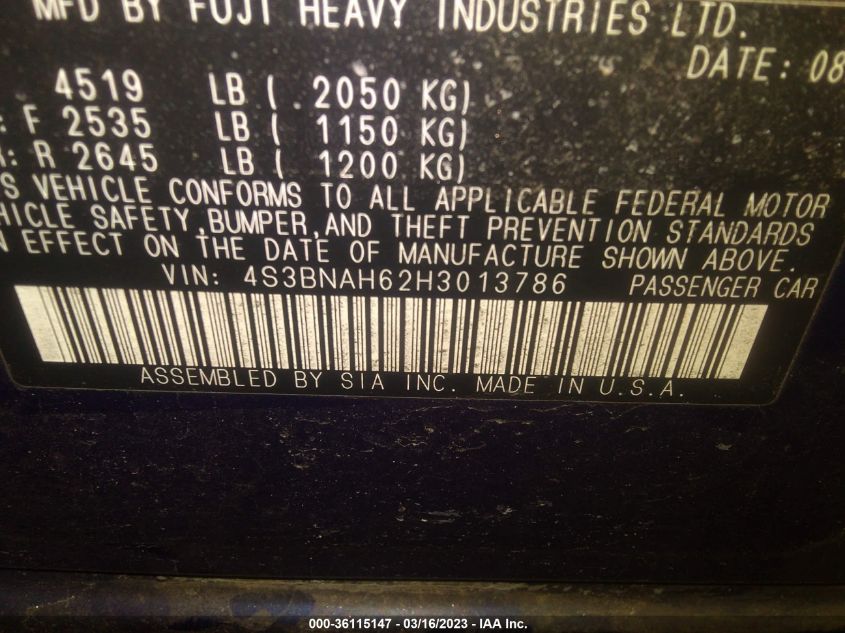 MFD BY FUJI HEAVY INDUSTRIES LTD.
DATE: 08
4519 LB ( 2050 KG)
: F 2535 LB ( 1150 KG)
: R 2645 LB ( 1200 KG)
S VEHICLE CONFORMS TO ALL APPLICABLE FEDERAL MOTOR
HICLE SAFETY,BUMPER,AND THEFT PREVENTION STANDARDS
N EFFECT ON THE DATE OF MANUFACTURE SHOWN ABOVE.
VIN: 4S3BNAH62H3013786 PASSENGER CAR
ASSEMBLED BY SIA INC. MADE IN U.S.A.
000-36115147 - 03/16/2023 - IAA Inc.